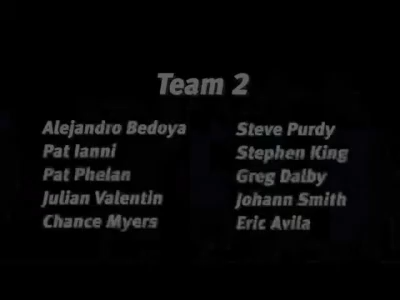 Team 2
Alejandro Bedoya
Pat Ianni
Pat Phelan
Julian Valentin
Chance Myers
Steve Purdy
Stephen King
Greg Dalby
Johann Smith
Eric Avila